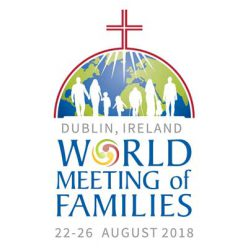 DUBLIN, IRELAND
WORLD
MEETING of
FAMILIES
22-26 AUGUST 2018